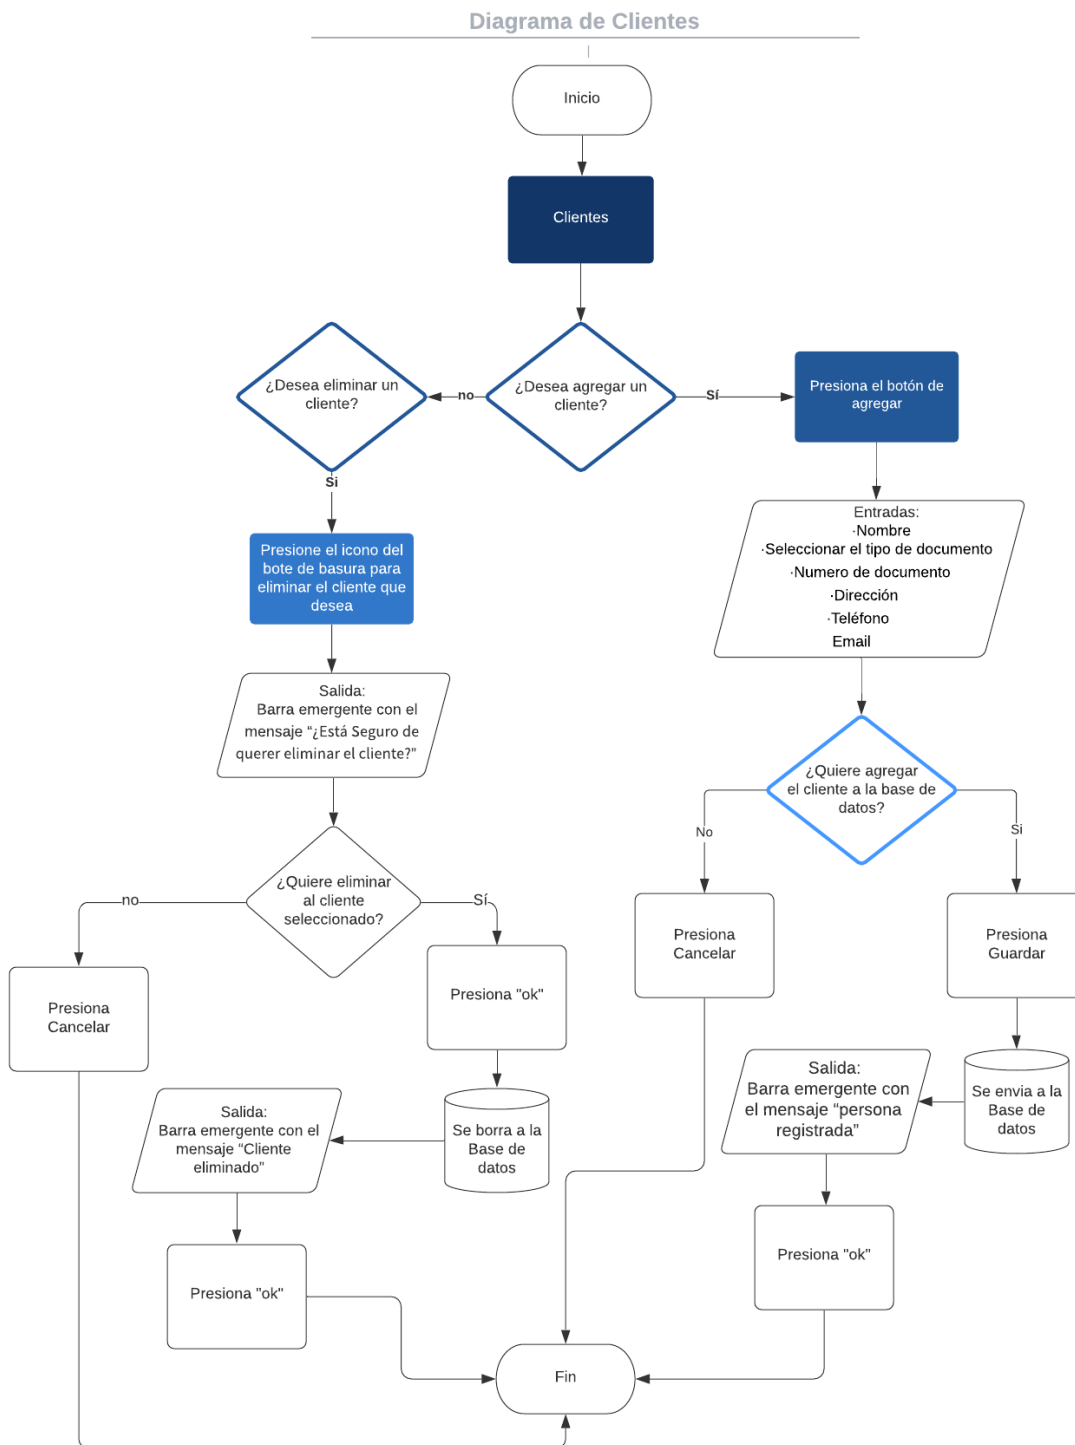 Diagrama de Clientes
Inicio
Clientes
¿Desea eliminar un
cliente?
no
¿Desea agregar un
cliente?
Sí
Presiona el botón de
agregar
Si
Presione el icono del
bote de basura para
eliminar el cliente que
desea
Entradas:
·Nombre
·Seleccionar el tipo de documento
·Numero de documento
·Dirección
·Teléfono
Email
Salida:
Barra emergente con el
mensaje “¿Está Seguro de
querer eliminar el cliente?”
¿Quiere agregar
el cliente a la base de
datos?
No
Si
¿Quiere eliminar
al cliente
seleccionado?
no
Sí
Presiona
Cancelar
Presiona "ok"
Presiona
Cancelar
Presiona
Guardar
Salida:
Barra emergente con el
mensaje “Cliente
eliminado”
Se borra a la
Base de
datos
Salida:
Barra emergente con
el mensaje “persona
registrada”
Se envia a la
Base de
datos
Presiona "ok"
Presiona "ok"
Fin